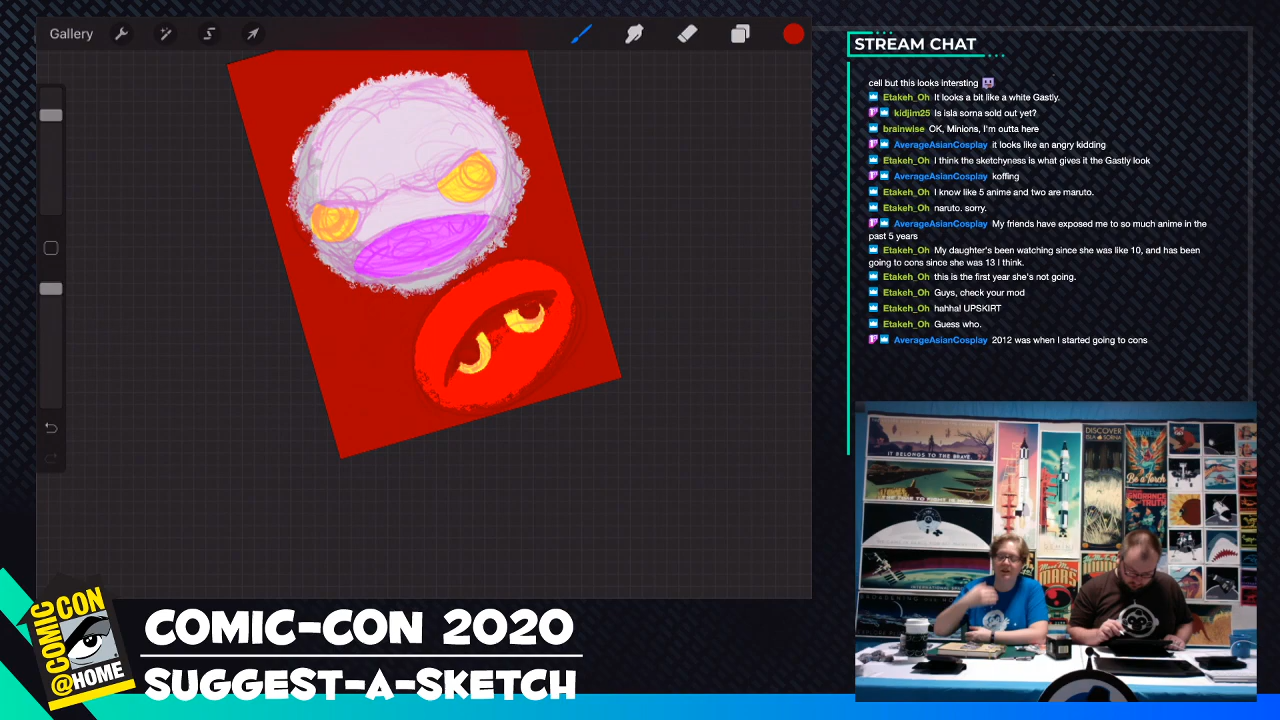 Gallery
STREAM CHAT
cell but this looks intersting
Etakeh_Oh It looks a bit like a white Gastly.
kidjim25 Is isla sorna sold out yet?
brainwise OK, Minions, I'm outta here
AverageAsianCosplay it looks like an angry kidding
Etakeh_Oh I think the sketchyness is what gives it the Gastly look
AverageAsianCosplay koffing
Etakeh_Oh I know like 5 anime and two are maruto.
Etakeh_Oh naruto. sorry.
AverageAsianCosplay My friends have exposed me to so much anime in the
past 5 years
Etakeh_Oh My daughter's been watching since she was like 10, and has been
going to cons since she was 13 I think.
Etakeh_Oh this is the first year she's not going.
Etakeh_Oh Guys, check your mod
Etakeh_Oh hahha! UPSKIRT
Etakeh_Oh Guess who.
AverageAsianCosplay 2012 was when I started going to cons
IT BELONGS TO THE BRAVE
DISCOVER
ISLA SORNA
Be a Torch
IGNORANCE
TRUTH
MARS
COMIC CON
@HOME
COMIC-CON 2020
SUGGEST-A-SKETCH